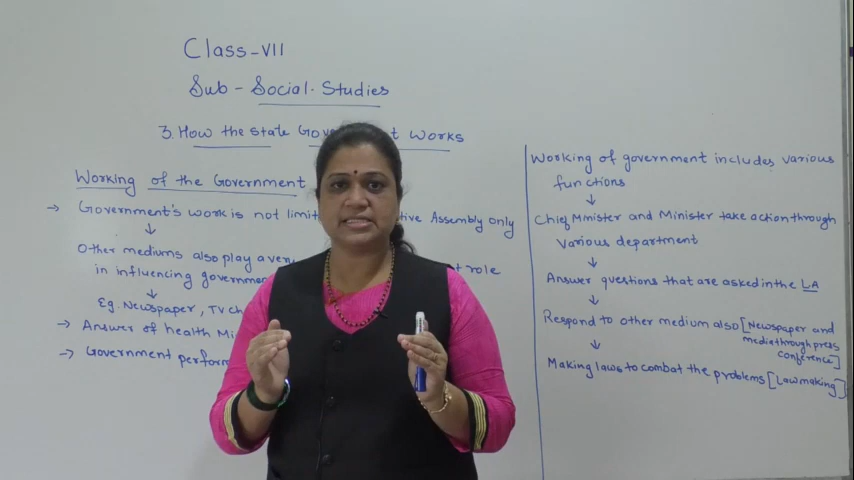 Class-VII
Sub - Social. Studies
3. How the state Gove t Works
Working of the Government
→ Government's work is not limit tive Assembly only
↓
Other mediums also play a very t role
in influencing governme
↓
Eg. Newspaper, TV ch
→ Answer of health Mi
→ Government perform
Working of government includes various
functions
↓
Chief Minister and Minister take action through
various department
↓
Answer questions that are asked in the LA
↓
Respond to other medium also [Newspaper and
media through press
conference]
↓
Making laws to combat the problems [Lawmaking]